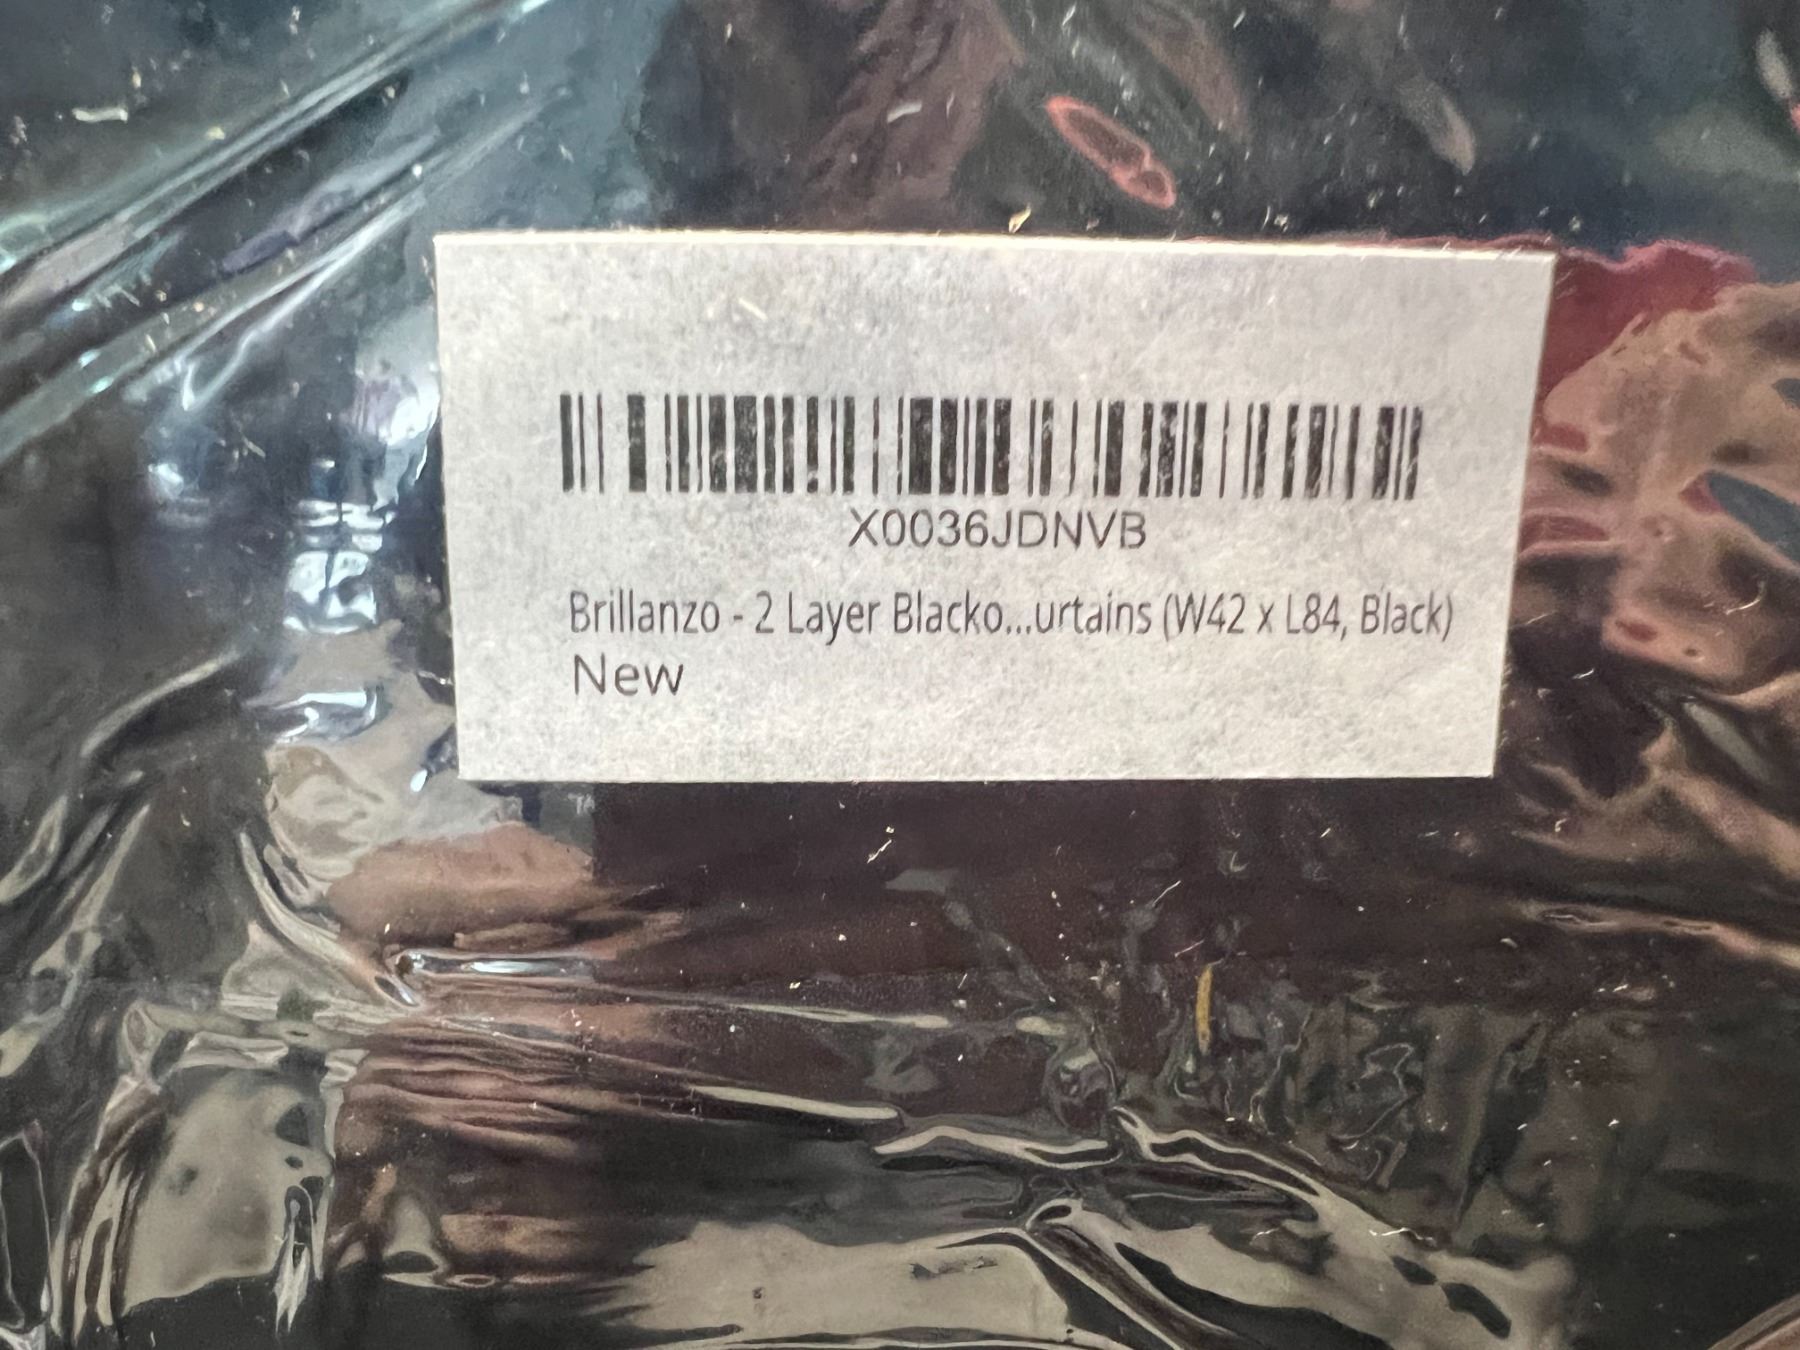 X0036JDNVB
Brillanzo - 2 Layer Blacko...urtains (W42 x L84, Black)
New